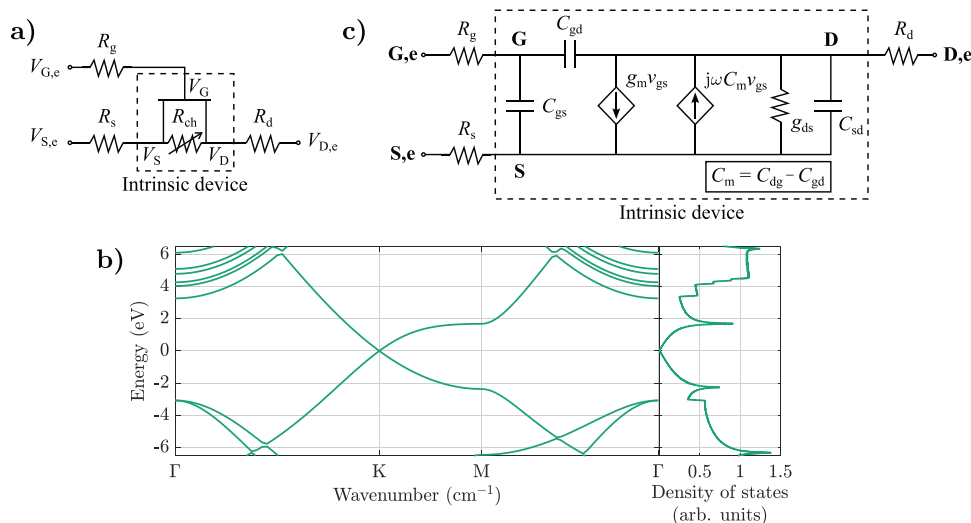 a)
R_g
V_G,e
V_G
R_s
R_ch
R_d
V_S,e
V_S
V_D
V_D,e
Intrinsic device
c)
C_gd
R_g
G
D
R_d
G,e
D,e
g_m v_gs
jωC_m v_gs
C_gs
g_ds
C_sd
R_s
S,e
S
C_m = C_dg − C_gd
Intrinsic device
b)
Energy (eV)
6
4
2
0
-2
-4
-6
Γ
K
M
Γ
Wavenumber (cm⁻¹)
0.5
1
1.5
Density of states
(arb. units)